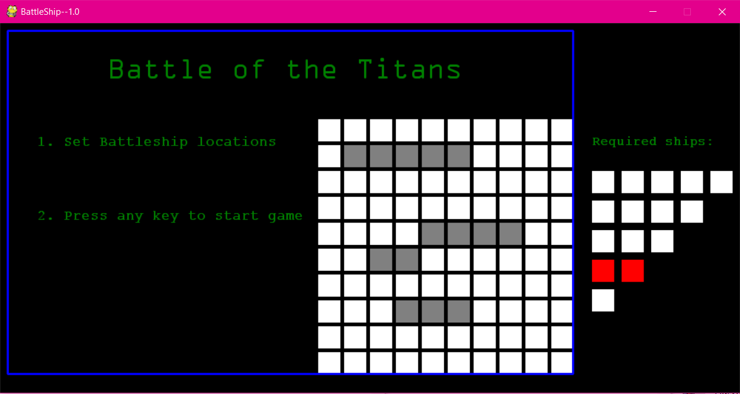 BattleShip--1.0
Battle of the Titans
1. Set Battleship locations
Required ships:
2. Press any key to start game